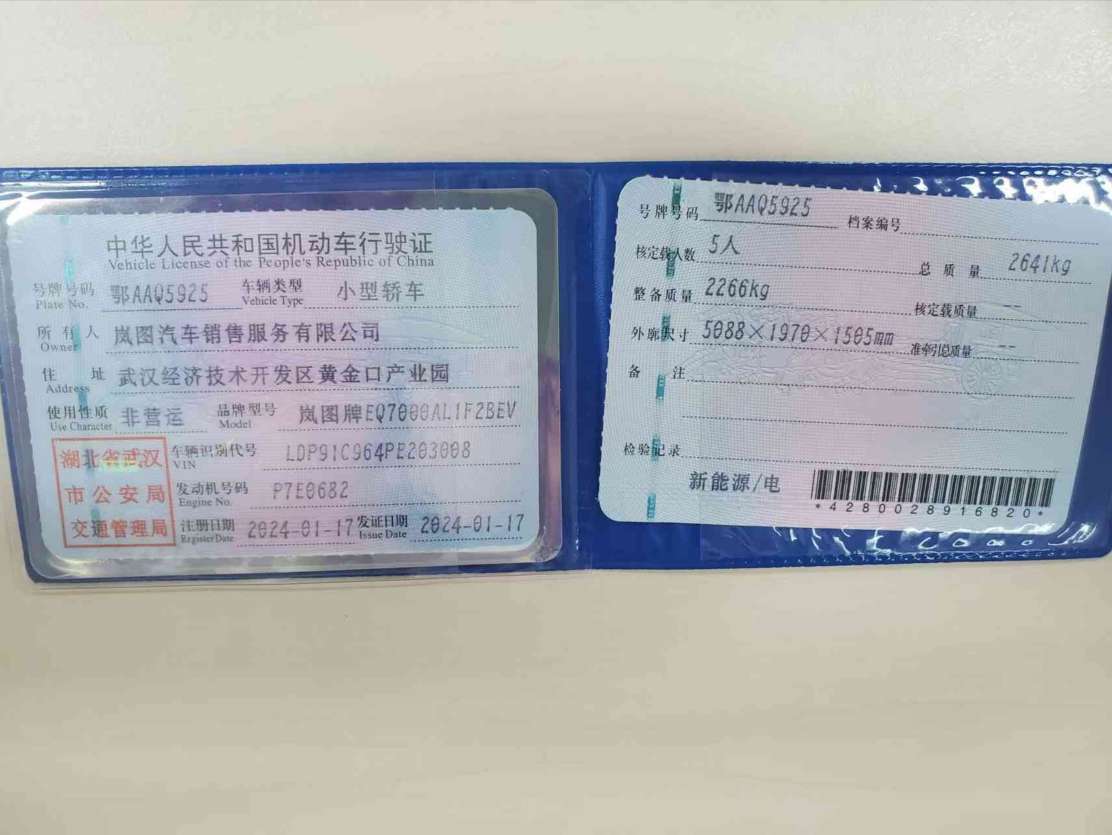 中华人民共和国机动车行驶证
Vehicle License of the People's Republic of China
号牌号码 鄂AAQ5925 车辆类型 小型轿车
Plate No. Vehicle Type
所有人 岚图汽车销售服务有限公司
Owner
住址 武汉经济技术开发区黄金口产业园
Address
使用性质 非营运 品牌型号 岚图牌EQ7000AL1F2BEV
Use Character Model
湖北省武汉
市公安局
交通管理局
车辆识别代号 LDP91C964PE203008
VIN
发动机号码 P7E0682
Engine No.
注册日期 2024-01-17 发证日期 2024-01-17
Register Date Issue Date
号牌号码 鄂AAQ5925 档案编号
核定载人数 5人 总质量 2641kg
整备质量 2266kg 核定载质量 --
外廓尺寸 5088×1970×1505mm 准牵引总质量 --
备注
检验记录
新能源/电
*4280028916820*